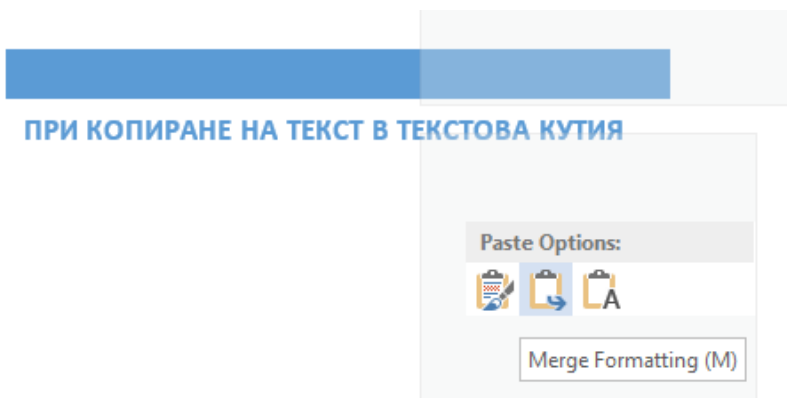 ПРИ КОПИРАНЕ НА ТЕКСТ В ТЕКСТОВА КУТИЯ
Paste Options:
A
Merge Formatting (M)